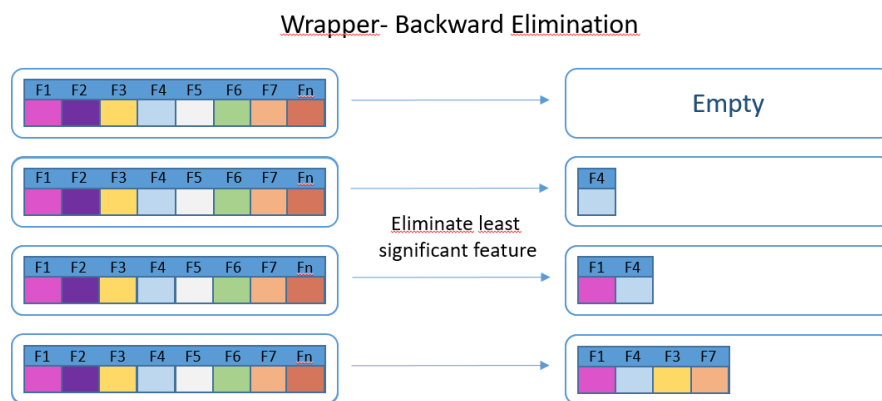 Wrapper- Backward Elimination
F1 F2 F3 F4 F5 F6 F7 Fn
Empty
F1 F2 F3 F4 F5 F6 F7 Fn
F4
Eliminate least
significant feature
F1 F2 F3 F4 F5 F6 F7 Fn
F1 F4
F1 F2 F3 F4 F5 F6 F7 Fn
F1 F4 F3 F7